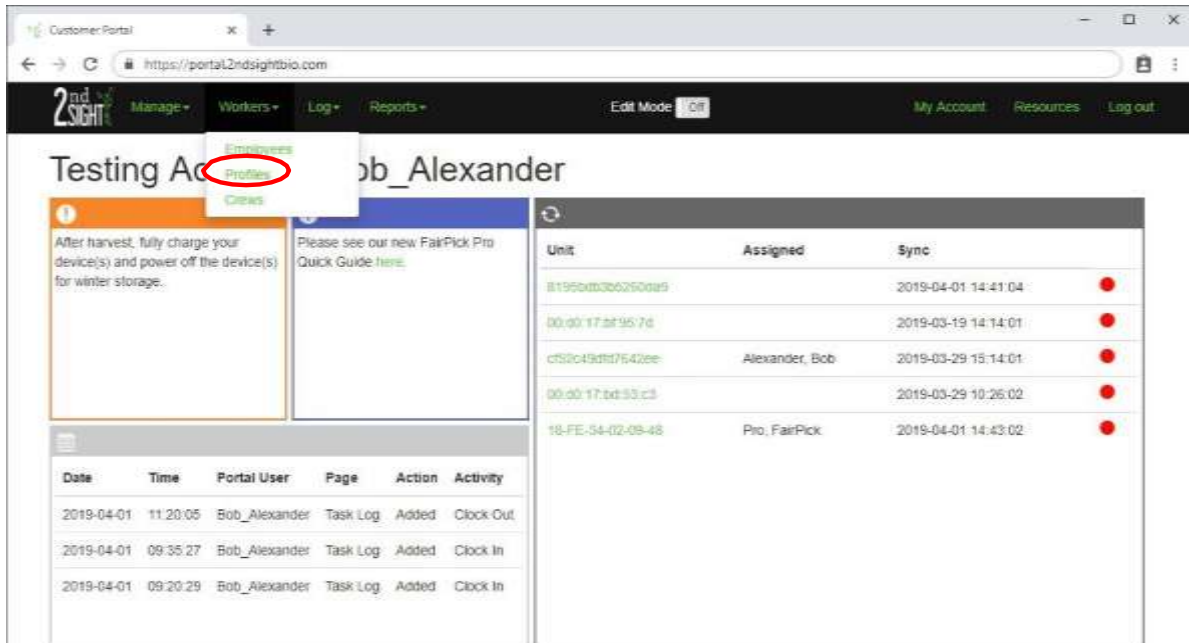 Customer Portal
https://portal.2ndsightbio.com
2nd SIGHT Manage Workers Log Reports Edit Mode Off My Account Resources Log out
Employees
Profiles
Crews
Testing Ac ob_Alexander
After harvest, fully charge your
device(s) and power off the device(s)
for winter storage.
Please see our new FairPick Pro
Quick Guide here.
Unit Assigned Sync
2019-04-01 14:41:04
00:d0:17:bf:95:7d 2019-03-19 14:14:01
cf52c49dfd7642ee Alexander, Bob 2019-03-29 15:14:01
00:d0:17:bd:53:c3 2019-03-29 10:26:02
18-FE-34-02-09-48 Pro, FairPick 2019-04-01 14:43:02
Date Time Portal User Page Action Activity
2019-04-01 11:20:05 Bob_Alexander Task Log Added Clock Out
2019-04-01 09:35:27 Bob_Alexander Task Log Added Clock In
2019-04-01 09:20:29 Bob_Alexander Task Log Added Clock In